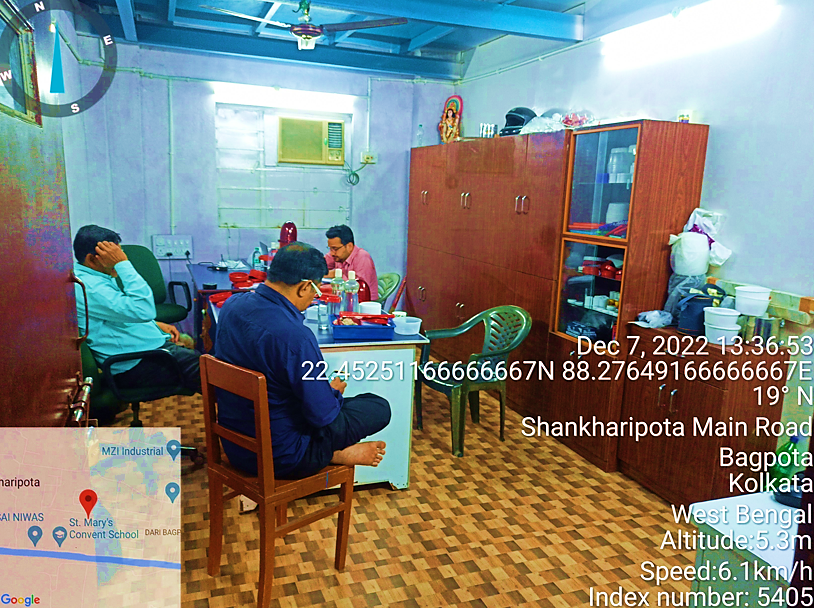 N
E
W
S
Dec 7, 2022 13:36:53
22.45251166666667N 88.27649166666667E
19° N
Shankharipota Main Road
Bagpota
Kolkata
West Bengal
Altitude:5.3m
Speed:6.1km/h
Index number: 5405
MZI Industrial
haripota
SAI NIWAS
St. Mary's
Convent School
DARI BAGP
Google